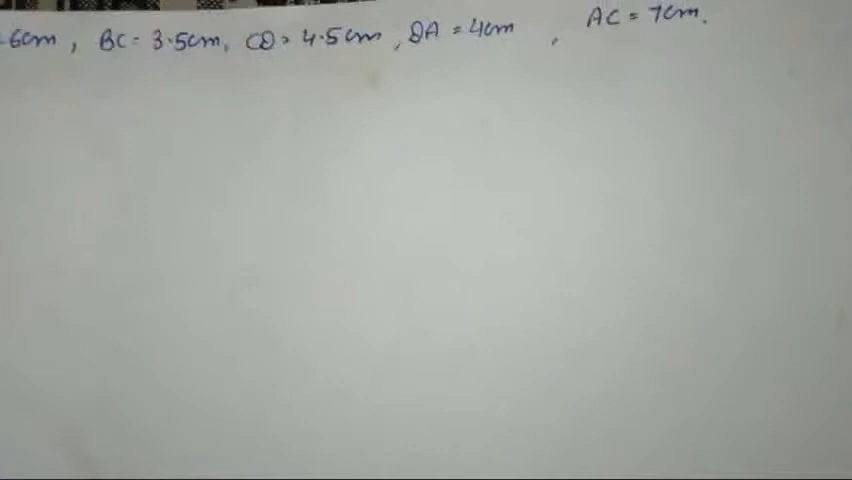 6cm, BC = 3.5cm, CD = 4.5cm, DA = 4cm, AC = 7cm.